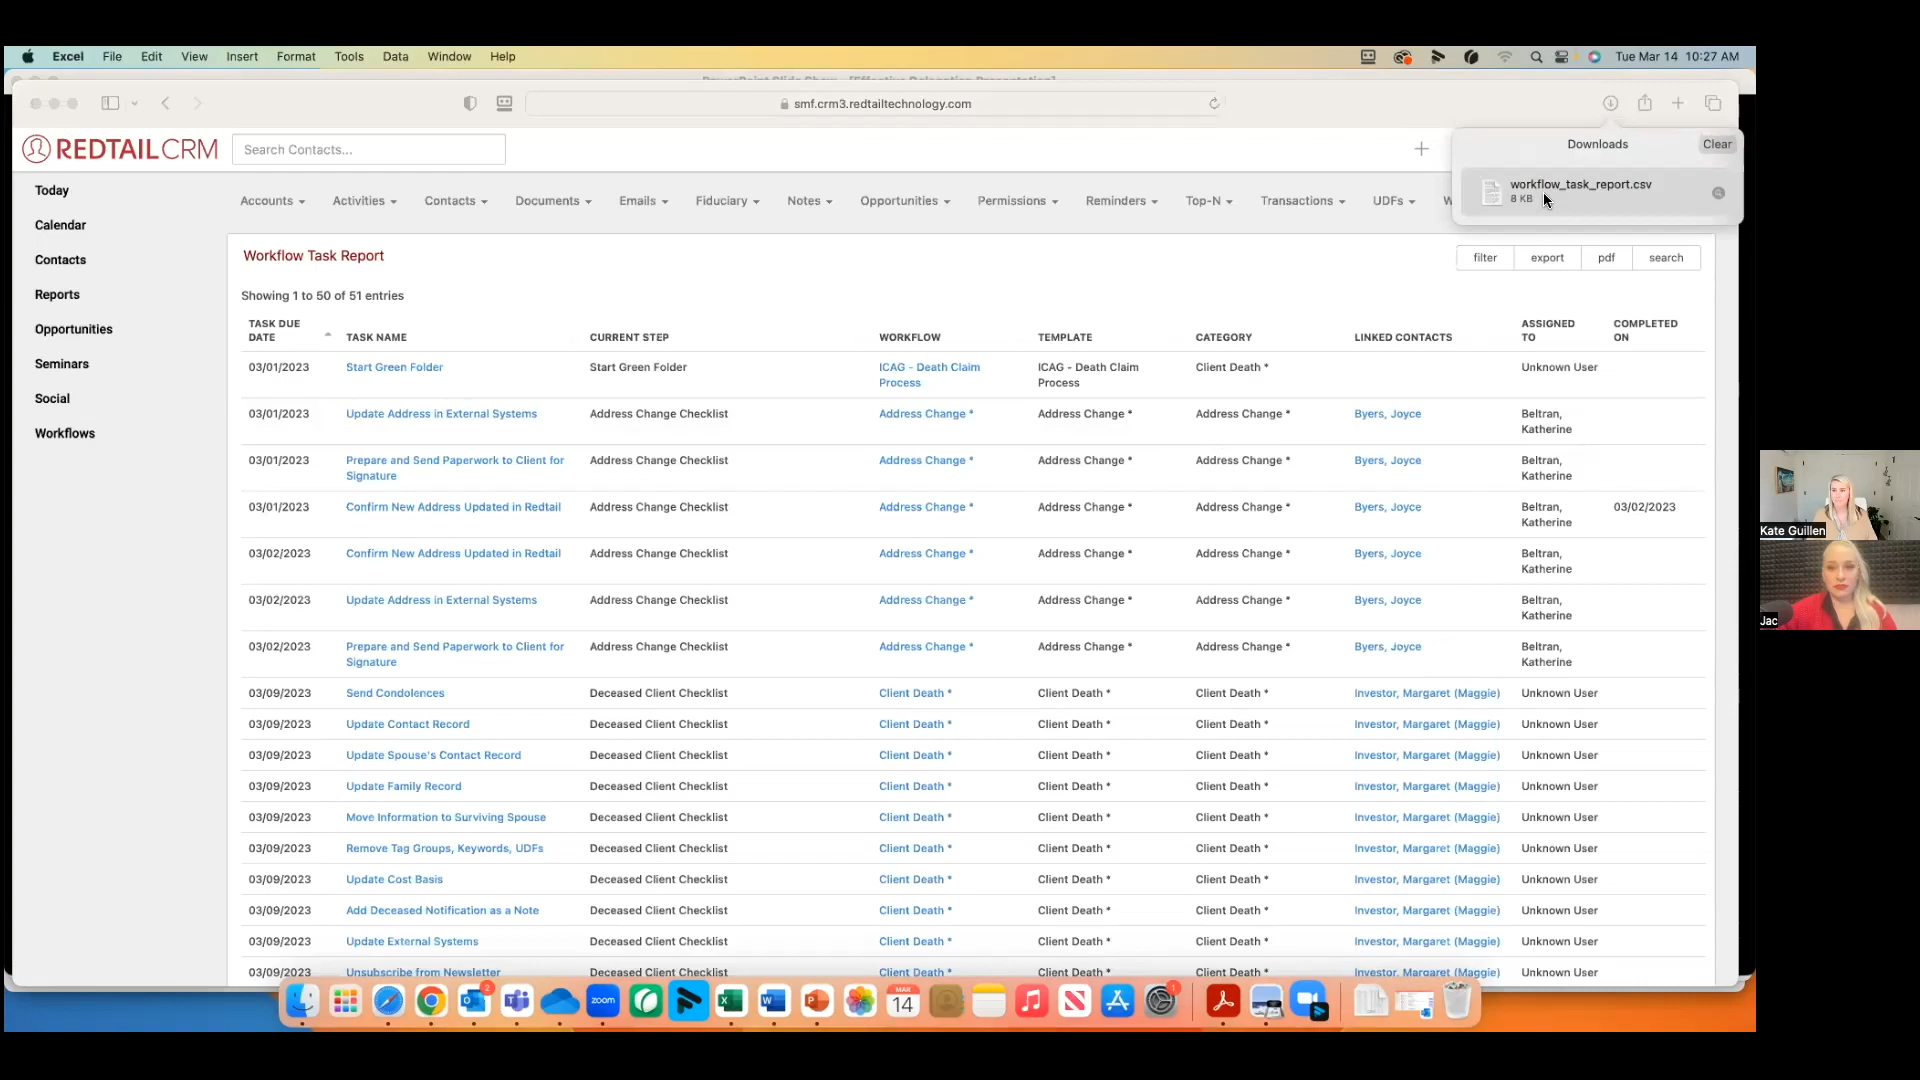 Excel File Edit View Insert Format Tools Data Window Help Tue Mar 14 10:27 AM
smf.crm3.redtailtechnology.com
REDTAIL CRM Search Contacts...
Downloads Clear
workflow_task_report.csv
8 KB
Today
Calendar
Contacts
Reports
Opportunities
Seminars
Social
Workflows
Accounts Activities Contacts Documents Emails Fiduciary Notes Opportunities Permissions Reminders Top-N Transactions UDFs W
Workflow Task Report
filter export pdf search
Showing 1 to 50 of 51 entries
TASK DUE DATE TASK NAME CURRENT STEP WORKFLOW TEMPLATE CATEGORY LINKED CONTACTS ASSIGNED TO COMPLETED ON
03/01/2023 Start Green Folder Start Green Folder ICAG - Death Claim Process ICAG - Death Claim Process Client Death * Unknown User
03/01/2023 Update Address in External Systems Address Change Checklist Address Change * Address Change * Address Change * Byers, Joyce Beltran, Katherine
03/01/2023 Prepare and Send Paperwork to Client for Signature Address Change Checklist Address Change * Address Change * Address Change * Byers, Joyce Beltran, Katherine
03/01/2023 Confirm New Address Updated in Redtail Address Change Checklist Address Change * Address Change * Address Change * Byers, Joyce Beltran, Katherine 03/02/2023
03/02/2023 Confirm New Address Updated in Redtail Address Change Checklist Address Change * Address Change * Address Change * Byers, Joyce Beltran, Katherine
03/02/2023 Update Address in External Systems Address Change Checklist Address Change * Address Change * Address Change * Byers, Joyce Beltran, Katherine
03/02/2023 Prepare and Send Paperwork to Client for Signature Address Change Checklist Address Change * Address Change * Address Change * Byers, Joyce Beltran, Katherine
03/09/2023 Send Condolences Deceased Client Checklist Client Death * Client Death * Client Death * Investor, Margaret (Maggie) Unknown User
03/09/2023 Update Contact Record Deceased Client Checklist Client Death * Client Death * Client Death * Investor, Margaret (Maggie) Unknown User
03/09/2023 Update Spouse's Contact Record Deceased Client Checklist Client Death * Client Death * Client Death * Investor, Margaret (Maggie) Unknown User
03/09/2023 Update Family Record Deceased Client Checklist Client Death * Client Death * Client Death * Investor, Margaret (Maggie) Unknown User
03/09/2023 Move Information to Surviving Spouse Deceased Client Checklist Client Death * Client Death * Client Death * Investor, Margaret (Maggie) Unknown User
03/09/2023 Remove Tag Groups, Keywords, UDFs Deceased Client Checklist Client Death * Client Death * Client Death * Investor, Margaret (Maggie) Unknown User
03/09/2023 Update Cost Basis Deceased Client Checklist Client Death * Client Death * Client Death * Investor, Margaret (Maggie) Unknown User
03/09/2023 Add Deceased Notification as a Note Deceased Client Checklist Client Death * Client Death * Client Death * Investor, Margaret (Maggie) Unknown User
03/09/2023 Update External Systems Deceased Client Checklist Client Death * Client Death * Client Death * Investor, Margaret (Maggie) Unknown User
03/09/2023 Unsubscribe from Newsletter Deceased Client Checklist Client Death * Client Death * Client Death * Investor, Margaret (Maggie) Unknown User
Kate Guillen
Jac
2
zoom
MAR
14
1